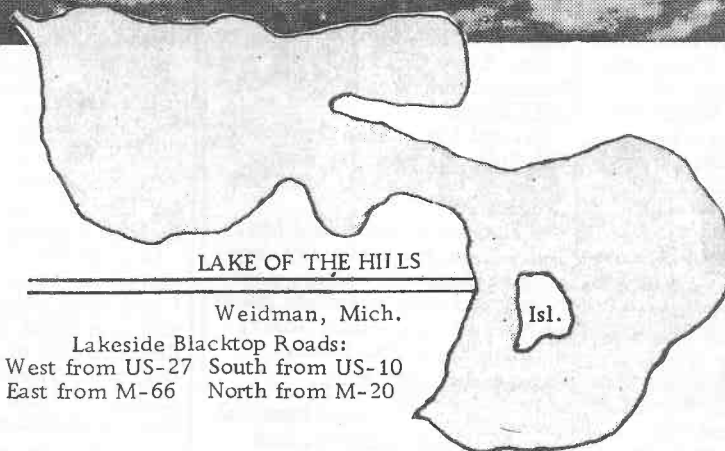 LAKE OF THE HILLS
Weidman, Mich.
Isl.
Lakeside Blacktop Roads:
West from US-27 South from US-10
East from M-66 North from M-20